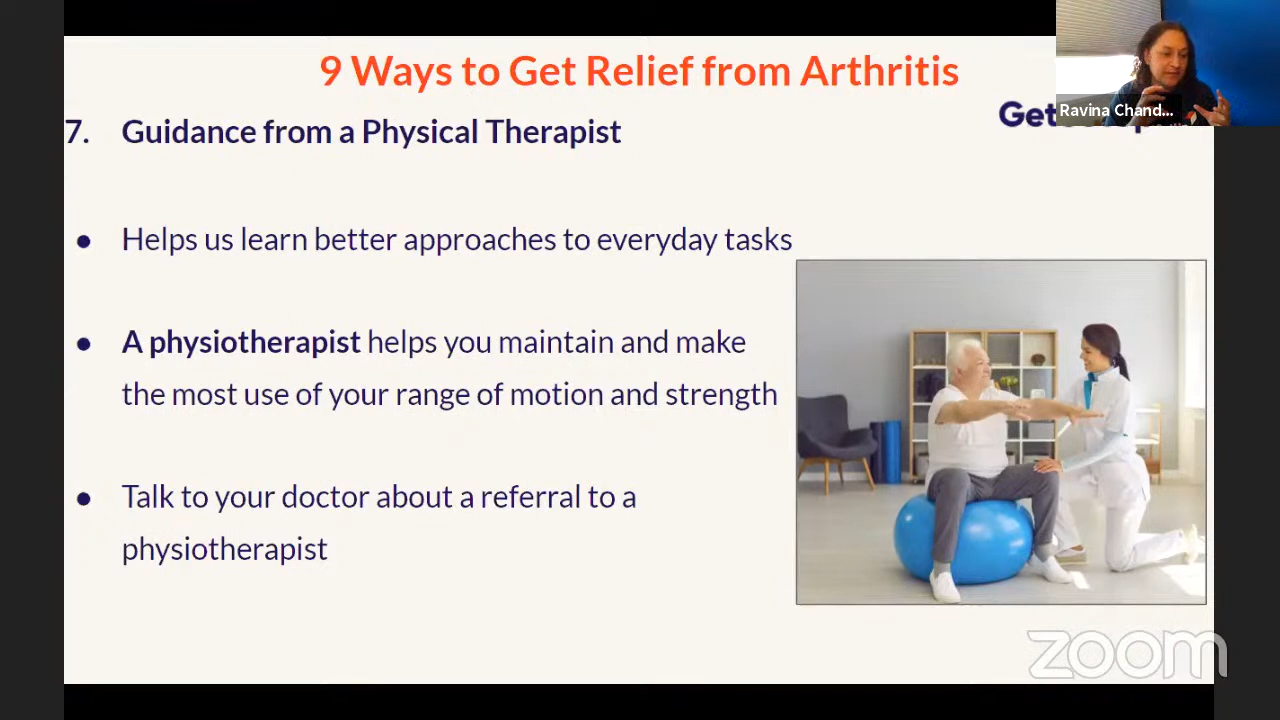 9 Ways to Get Relief from Arthritis
Ravina Chand...
Get
7. Guidance from a Physical Therapist
● Helps us learn better approaches to everyday tasks
● A physiotherapist helps you maintain and make
the most use of your range of motion and strength
● Talk to your doctor about a referral to a
physiotherapist
zoom